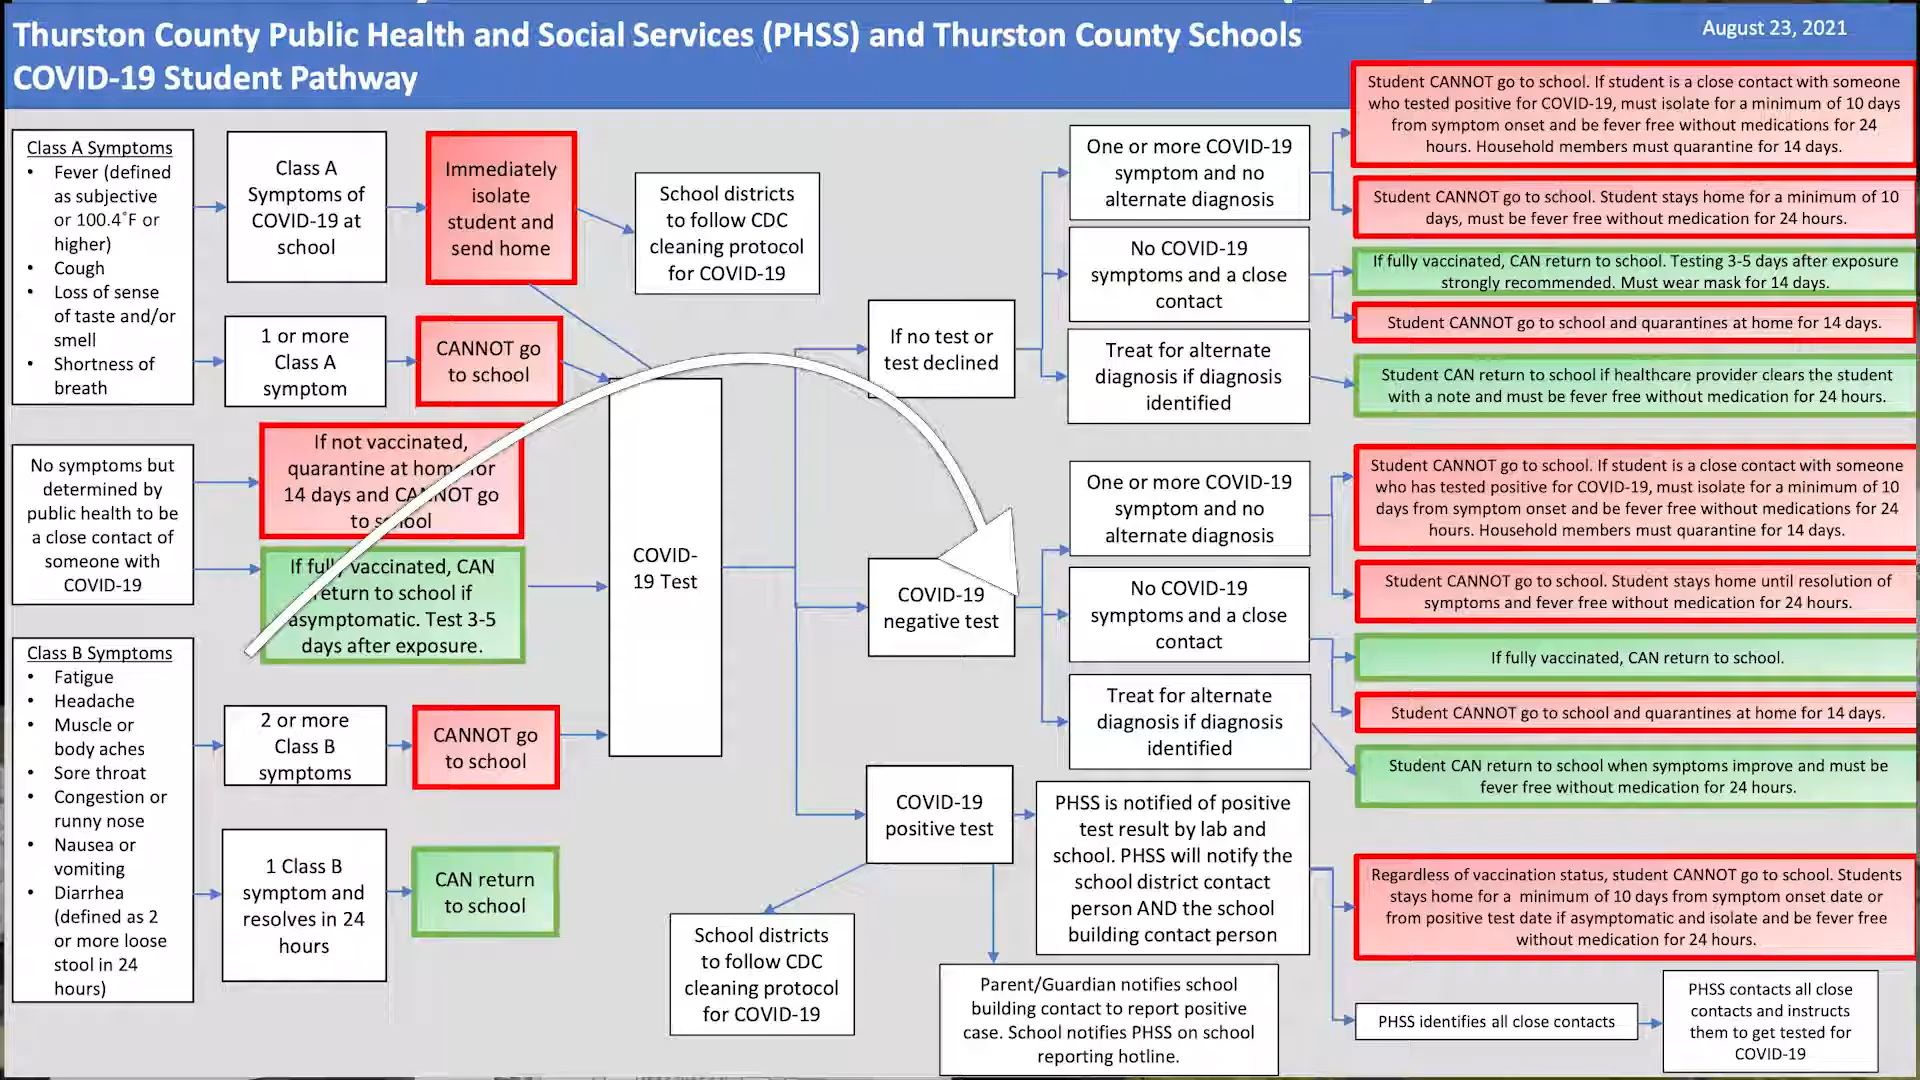 Thurston County Public Health and Social Services (PHSS) and Thurston County Schools
COVID-19 Student Pathway
August 23, 2021
Class A Symptoms
• Fever (defined
as subjective
or 100.4˚F or
higher)
• Cough
• Loss of sense
of taste and/or
smell
• Shortness of
breath
Class A
Symptoms of
COVID-19 at
school
Immediately
isolate
student and
send home
School districts
to follow CDC
cleaning protocol
for COVID-19
1 or more
Class A
symptom
CANNOT go
to school
No symptoms but
determined by
public health to be
a close contact of
someone with
COVID-19
If not vaccinated,
quarantine at home for
14 days and CANNOT go
to school
If fully vaccinated, CAN
return to school if
asymptomatic. Test 3-5
days after exposure.
Class B Symptoms
• Fatigue
• Headache
• Muscle or
body aches
• Sore throat
• Congestion or
runny nose
• Nausea or
vomiting
• Diarrhea
(defined as 2
or more loose
stool in 24
hours)
2 or more
Class B
symptoms
CANNOT go
to school
1 Class B
symptom and
resolves in 24
hours
CAN return
to school
COVID-
19 Test
If no test or
test declined
One or more COVID-19
symptom and no
alternate diagnosis
No COVID-19
symptoms and a close
contact
Treat for alternate
diagnosis if diagnosis
identified
Student CANNOT go to school. If student is a close contact with someone
who tested positive for COVID-19, must isolate for a minimum of 10 days
from symptom onset and be fever free without medications for 24
hours. Household members must quarantine for 14 days.
Student CANNOT go to school. Student stays home for a minimum of 10
days, must be fever free without medication for 24 hours.
If fully vaccinated, CAN return to school. Testing 3-5 days after exposure
strongly recommended. Must wear mask for 14 days.
Student CANNOT go to school and quarantines at home for 14 days.
Student CAN return to school if healthcare provider clears the student
with a note and must be fever free without medication for 24 hours.
COVID-19
negative test
One or more COVID-19
symptom and no
alternate diagnosis
No COVID-19
symptoms and a close
contact
Treat for alternate
diagnosis if diagnosis
identified
Student CANNOT go to school. If student is a close contact with someone
who has tested positive for COVID-19, must isolate for a minimum of 10
days from symptom onset and be fever free without medications for 24
hours. Household members must quarantine for 14 days.
Student CANNOT go to school. Student stays home until resolution of
symptoms and fever free without medication for 24 hours.
If fully vaccinated, CAN return to school.
Student CANNOT go to school and quarantines at home for 14 days.
Student CAN return to school when symptoms improve and must be
fever free without medication for 24 hours.
COVID-19
positive test
PHSS is notified of positive
test result by lab and
school. PHSS will notify the
school district contact
person AND the school
building contact person
School districts
to follow CDC
cleaning protocol
for COVID-19
Parent/Guardian notifies school
building contact to report positive
case. School notifies PHSS on school
reporting hotline.
Regardless of vaccination status, student CANNOT go to school. Students
stays home for a minimum of 10 days from symptom onset date or
from positive test date if asymptomatic and isolate and be fever free
without medication for 24 hours.
PHSS identifies all close contacts
PHSS contacts all close
contacts and instructs
them to get tested for
COVID-19